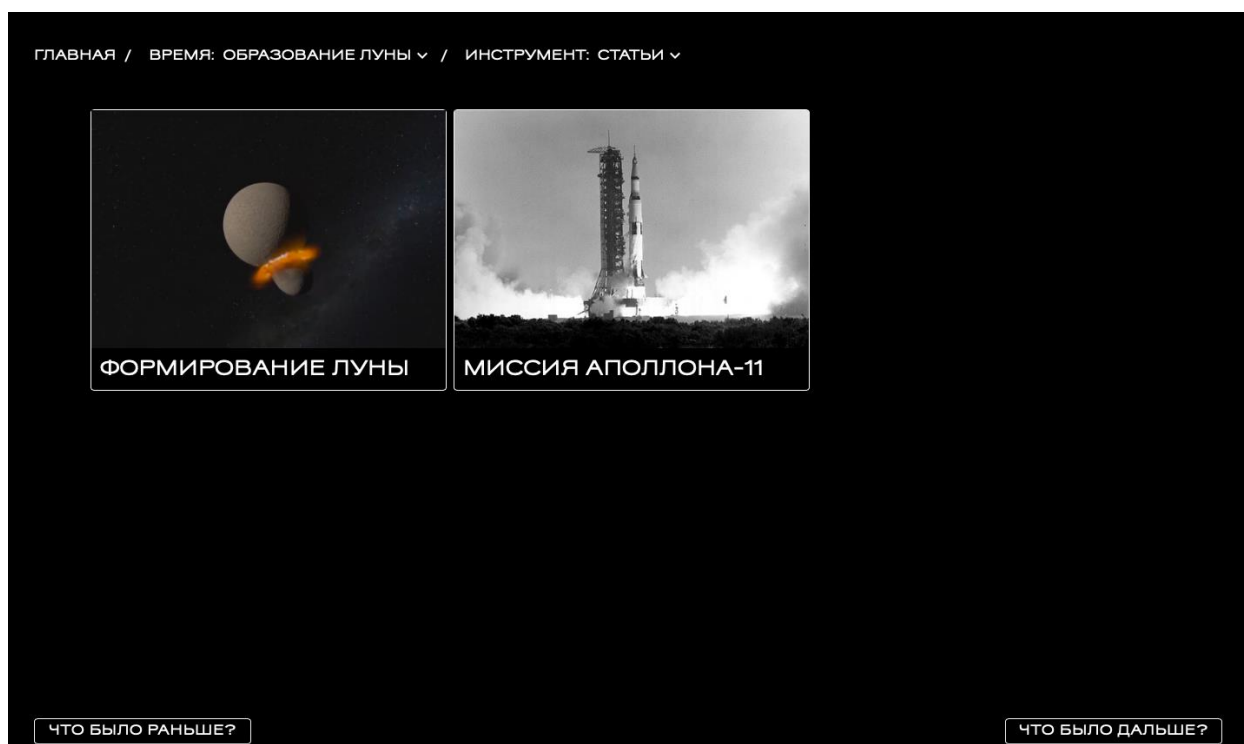 ГЛАВНАЯ / ВРЕМЯ: ОБРАЗОВАНИЕ ЛУНЫ / ИНСТРУМЕНТ: СТАТЬИ
ФОРМИРОВАНИЕ ЛУНЫ
МИССИЯ АПОЛЛОНА-11
ЧТО БЫЛО РАНЬШЕ?
ЧТО БЫЛО ДАЛЬШЕ?